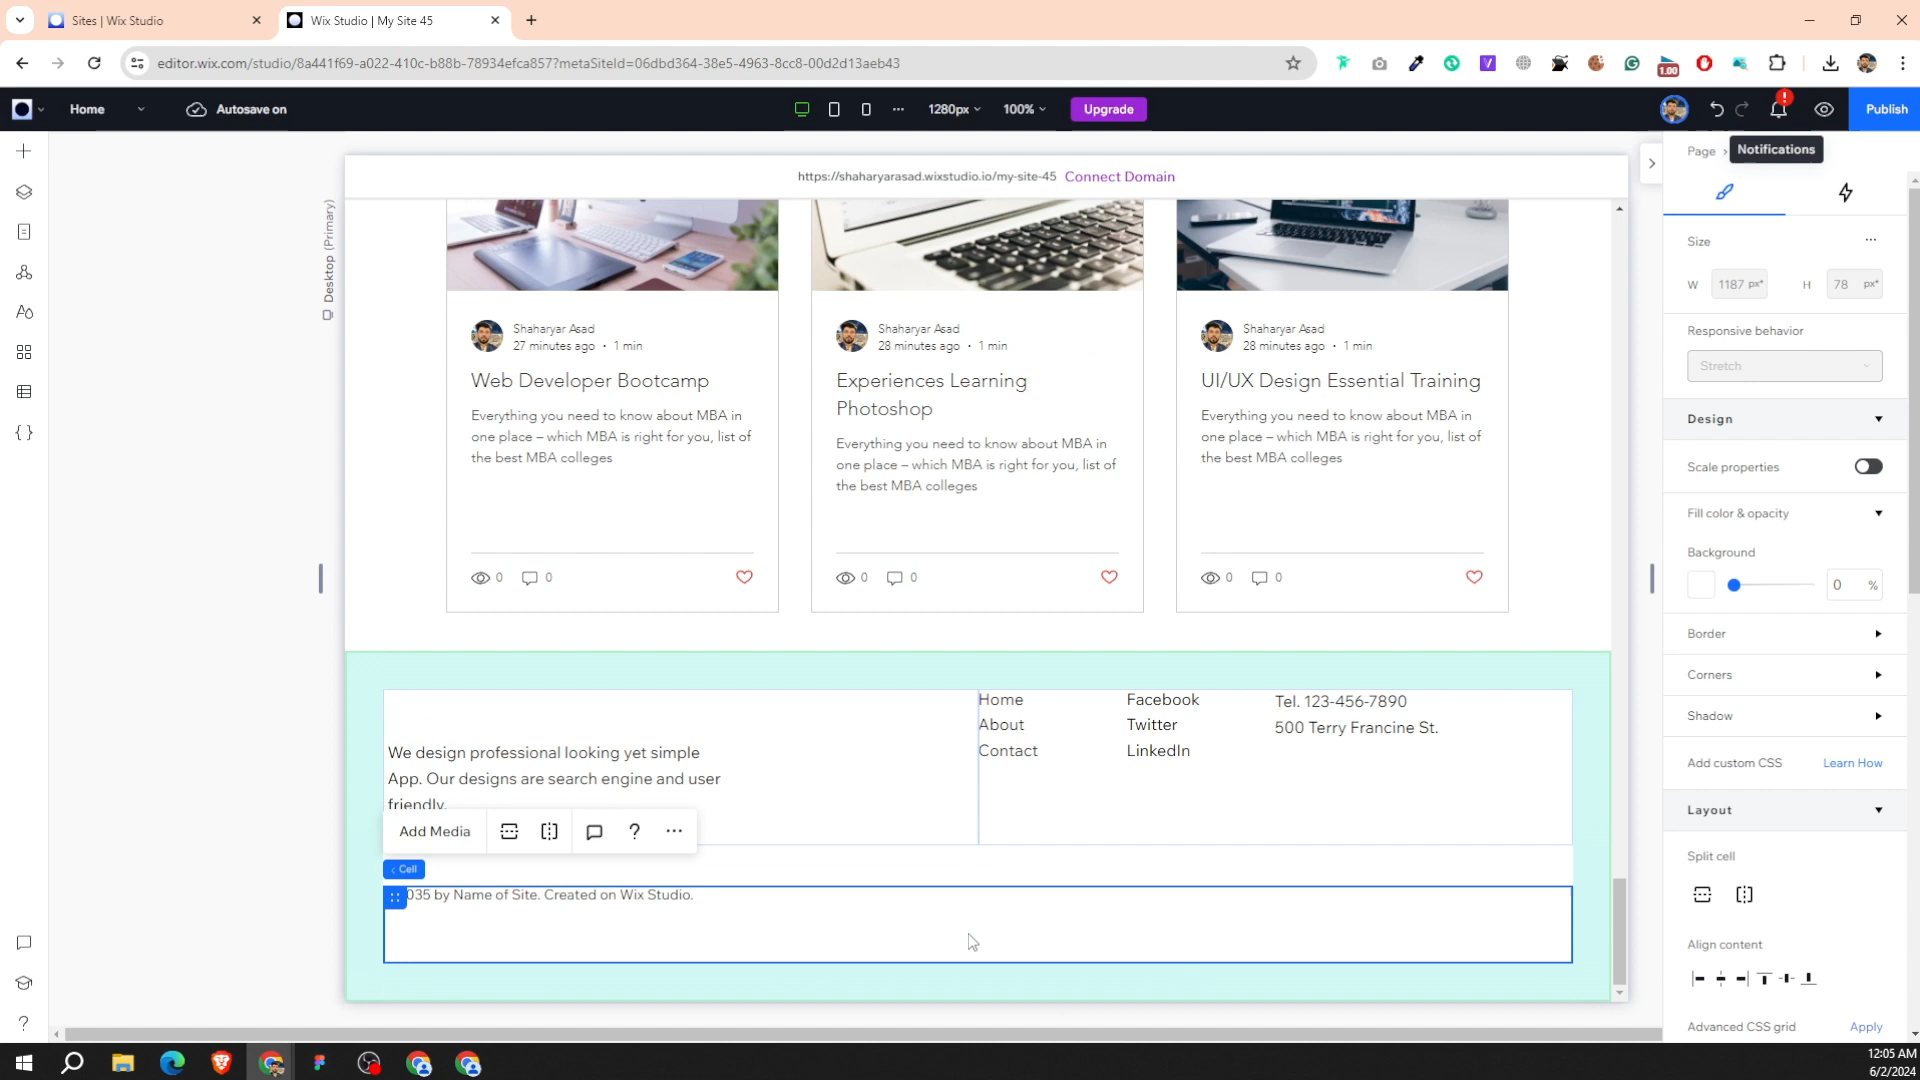 Sites | Wix Studio
Wix Studio | My Site 45
editor.wix.com/studio/8a441f69-a022-410c-b88b-78934efca857?metaSiteId=06dbd364-38e5-4963-8cc8-00d2d13aeb43
1.00
Home
Autosave on
1280px
100%
Upgrade
!
Publish
https://shaharyarasad.wixstudio.io/my-site-45 Connect Domain
Page
Notifications
Desktop (Primary)
Size
W 1187 px*
H 78 px*
Responsive behavior
Stretch
Design
Scale properties
Fill color & opacity
Background
0 %
Border
Corners
Shadow
Add custom CSS
Learn How
Layout
Split cell
Align content
Advanced CSS grid
Apply
Shaharyar Asad
27 minutes ago · 1 min
Web Developer Bootcamp
Everything you need to know about MBA in
one place – which MBA is right for you, list of
the best MBA colleges
0
0
Shaharyar Asad
28 minutes ago · 1 min
Experiences Learning
Photoshop
Everything you need to know about MBA in
one place – which MBA is right for you, list of
the best MBA colleges
0
0
Shaharyar Asad
28 minutes ago · 1 min
UI/UX Design Essential Training
Everything you need to know about MBA in
one place – which MBA is right for you, list of
the best MBA colleges
0
0
We design professional looking yet simple
App. Our designs are search engine and user
friendly.
Home
About
Contact
Facebook
Twitter
LinkedIn
Tel. 123-456-7890
500 Terry Francine St.
Add Media
?
< Cell
035 by Name of Site. Created on Wix Studio.
12:05 AM
6/2/2024